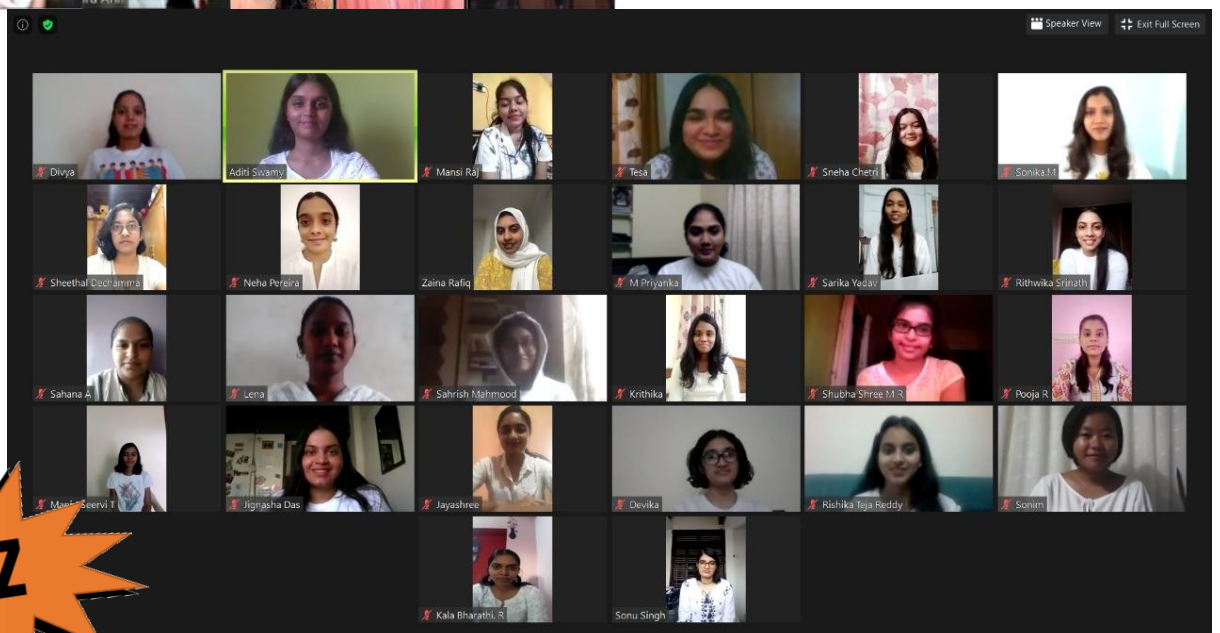 Speaker View
Exit Full Screen
Divya
Aditi Swamy
Mansi Raj
Tesa
Sneha Chetri
Sonika M
Sheethal Dechamma
Neha Pereira
Zaina Rafiq
M Priyanka
Sarika Yadav
Rithwika Srinath
Sahana A
Lena
Sahrish Mahmood
Krithika
Shubha Shree M R
Pooja R
Seervi T
Jignasha Das
Jayashree
Devika
Rishika Teja Reddy
Sonim
Z
Kala Bharathi. R
Sonu Singh